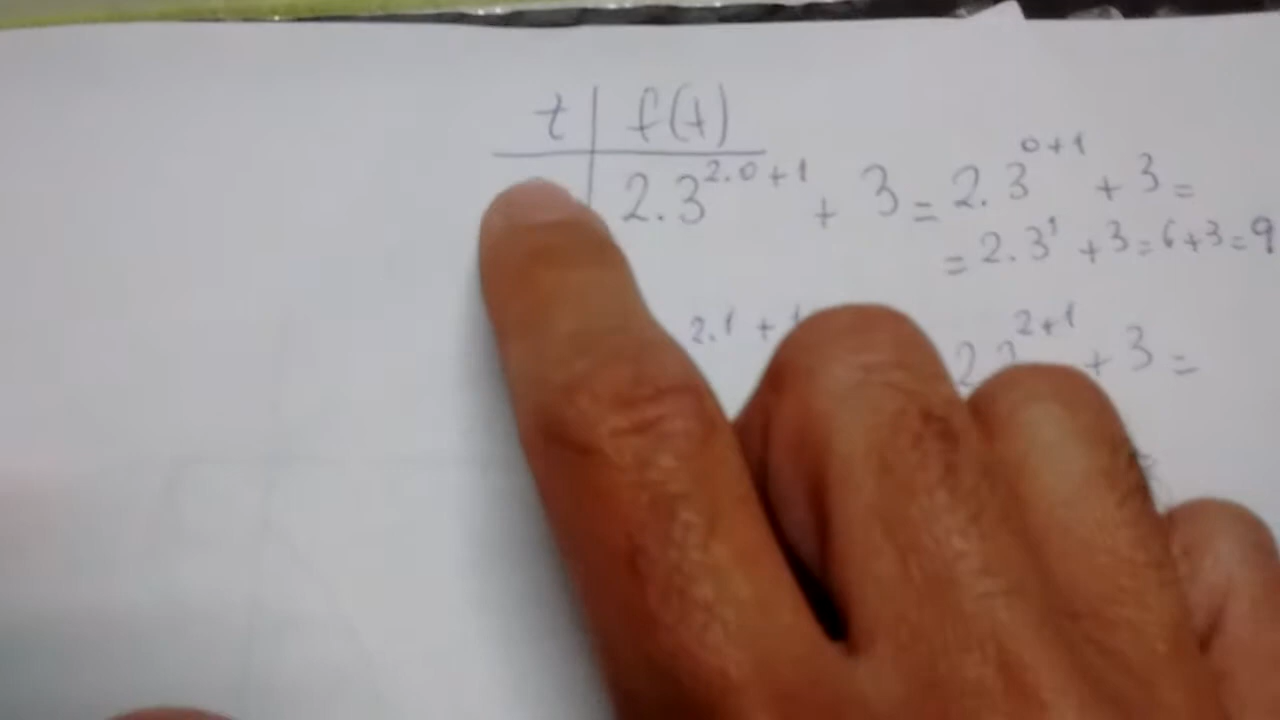 t | f(t)
2.3^{2.0+1} + 3 = 2.3^{0+1} + 3 =
= 2.3^1 + 3 = 6 + 3 = 9
2.1 + 2+1 + 3 =